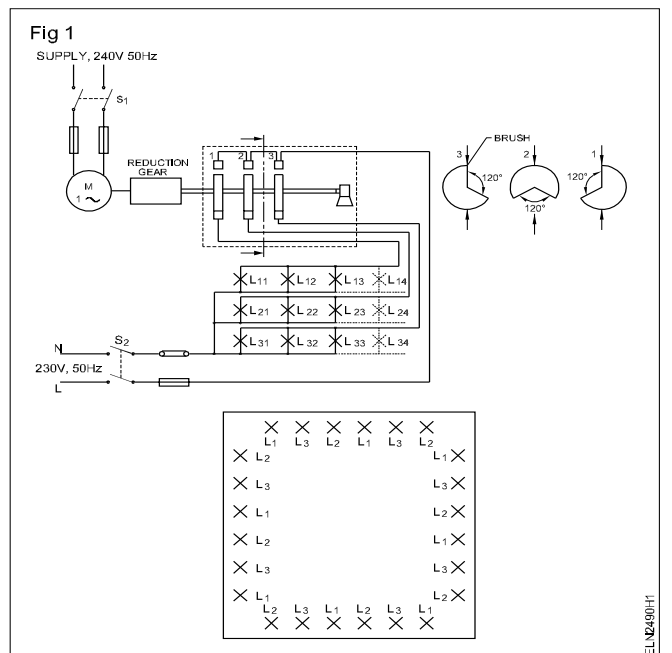 Fig 1
SUPPLY, 240V 50Hz
S1
M
1 ~
REDUCTION
GEAR
1 2 3
BRUSH
3 2 1
120° 120° 120°
L11 L12 L13 L14
L21 L22 L23 L24
L31 L32 L33 L34
N S2
230V, 50Hz
L
L1 L3 L2 L1 L3 L2
L2 L1
L3
L1 L2
L2 L1
L3 L3
L1 L2
L2 L3 L1 L2 L3 L1
ELN2490H1